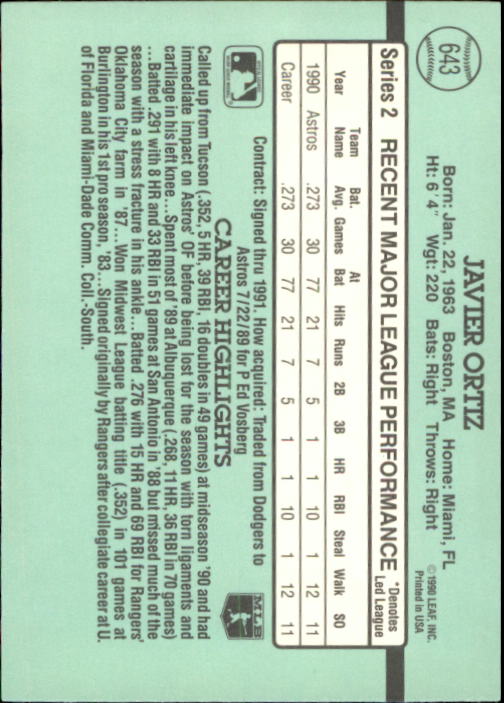 643
JAVIER ORTIZ
©1990 LEAF, INC.
Printed in USA
Born: Jan. 22, 1963 Boston, MA Home: Miami, FL
Ht: 6' 4" Wgt: 220 Bats: Right Throws: Right
Series 2 RECENT MAJOR LEAGUE PERFORMANCE *Denotes Led League
Year Team Name Bat. Avg. Games At Bat Hits Runs 2B 3B HR RBI Steal Walk SO
1990 Astros .273 30 77 21 7 5 1 1 10 1 12 11
Career .273 30 77 21 7 5 1 1 10 1 12 11
Contract: Signed thru 1991. How acquired: Traded from Dodgers to
Astros 7/22/89 for P Ed Vosberg
CAREER HIGHLIGHTS
MLB
Called up from Tucson (.352, 5 HR, 39 RBI, 16 doubles in 49 games) at midseason '90 and had
immediate impact on Astros' OF before being lost for the season with torn ligaments and
cartilage in his left knee...Spent most of '89 at Albuquerque (.268, 11 HR, 36 RBI in 70 games)
...Batted .291 with 8 HR and 33 RBI in 51 games at San Antonio in '88 but missed much of the
season with a stress fracture in his ankle...Batted .276 with 15 HR and 69 RBI for Rangers'
Oklahoma City farm in '87...Won Midwest League batting title (.352) in 101 games at
Burlington in his 1st pro season, '83...Signed originally by Rangers after collegiate career at U.
of Florida and Miami-Dade Comm. Coll.-South.